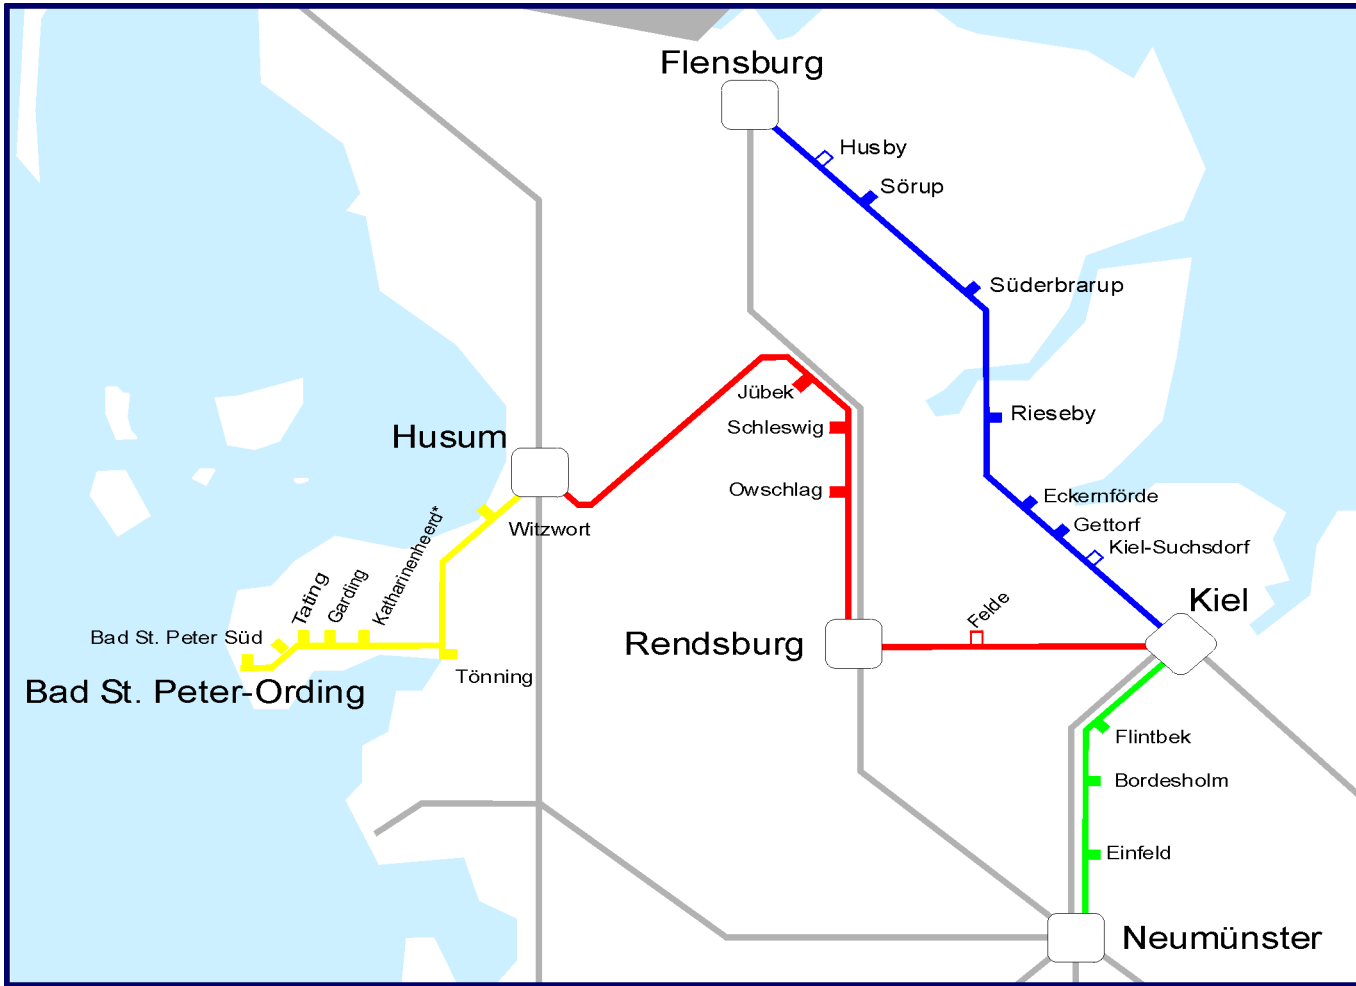 Flensburg
Husby
Sörup
Süderbrarup
Jübek
Rieseby
Schleswig
Husum
Owschlag
Eckernförde
Gettorf
Kiel-Suchsdorf
Witzwort
Katharinenheerd*
Garding
Tating
Felde
Kiel
Bad St. Peter Süd
Rendsburg
Tönning
Bad St. Peter-Ording
Flintbek
Bordesholm
Einfeld
Neumünster